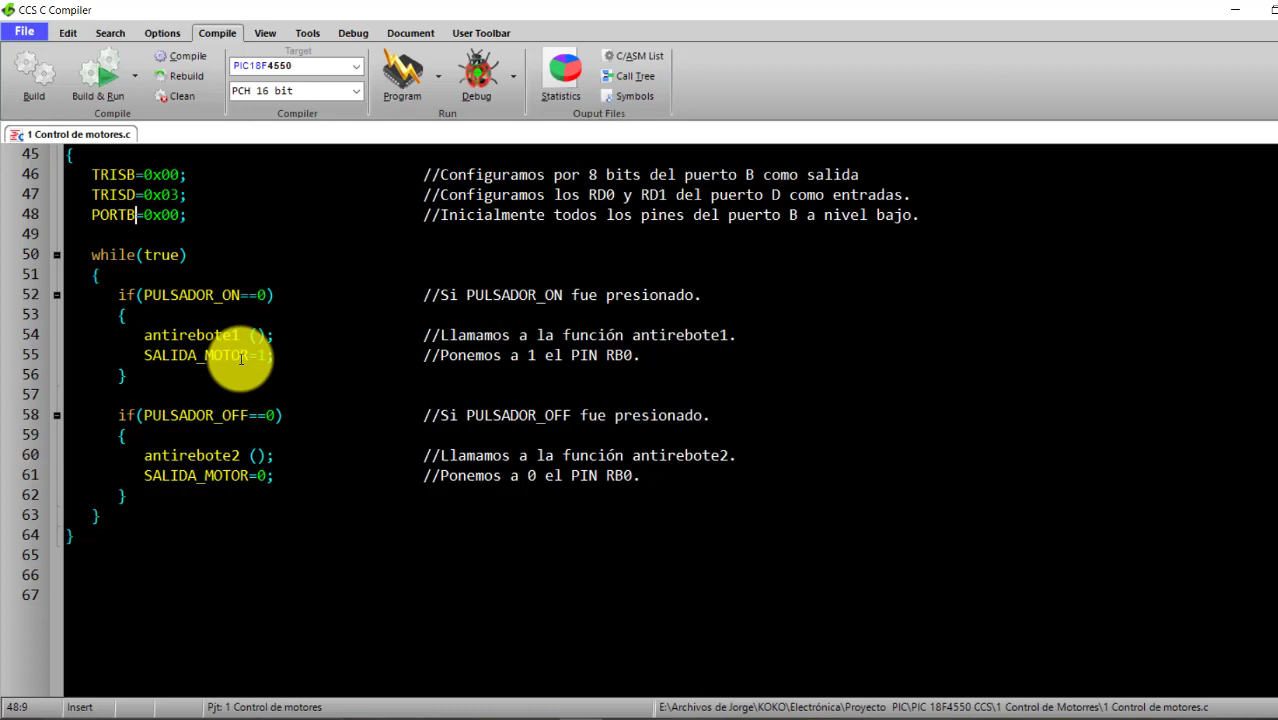 CCS C Compiler
File Edit Search Options Compile View Tools Debug Document User Toolbar
Build
Build & Run
Compile
Rebuild
Clean
Compile
Target
PIC18F4550
PCH 16 bit
Compiler
Program
Debug
Run
Statistics
C/ASM List
Call Tree
Symbols
Ouput Files
1 Control de motores.c
45 {
46 TRISB=0x00; //Configuramos por 8 bits del puerto B como salida
47 TRISD=0x03; //Configuramos los RD0 y RD1 del puerto D como entradas.
48 PORTB=0x00; //Inicialmente todos los pines del puerto B a nivel bajo.
49
50 while(true)
51 {
52 if(PULSADOR_ON==0) //Si PULSADOR_ON fue presionado.
53 {
54 antirebote1 (); //Llamamos a la función antirebote1.
55 SALIDA_MOTOR=1; //Ponemos a 1 el PIN RB0.
56 }
57
58 if(PULSADOR_OFF==0) //Si PULSADOR_OFF fue presionado.
59 {
60 antirebote2 (); //Llamamos a la función antirebote2.
61 SALIDA_MOTOR=0; //Ponemos a 0 el PIN RB0.
62 }
63 }
64 }
65
66
67
48:9 Insert Pjt: 1 Control de motores E:\Archivos de Jorge\KOKO\Electrónica\Proyecto PIC\PIC 18F4550 CCS\1 Control de Motorres\1 Control de motores.c